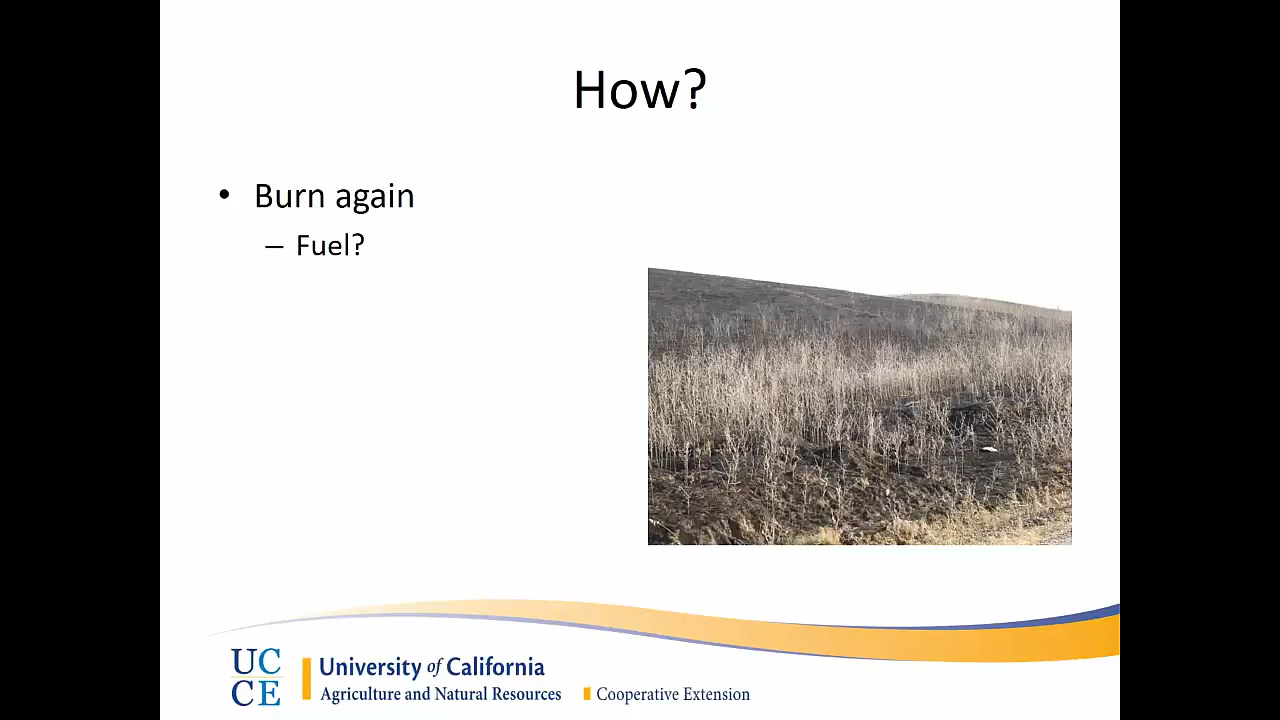 How?
• Burn again
– Fuel?
UC
CE
University of California
Agriculture and Natural Resources
Cooperative Extension